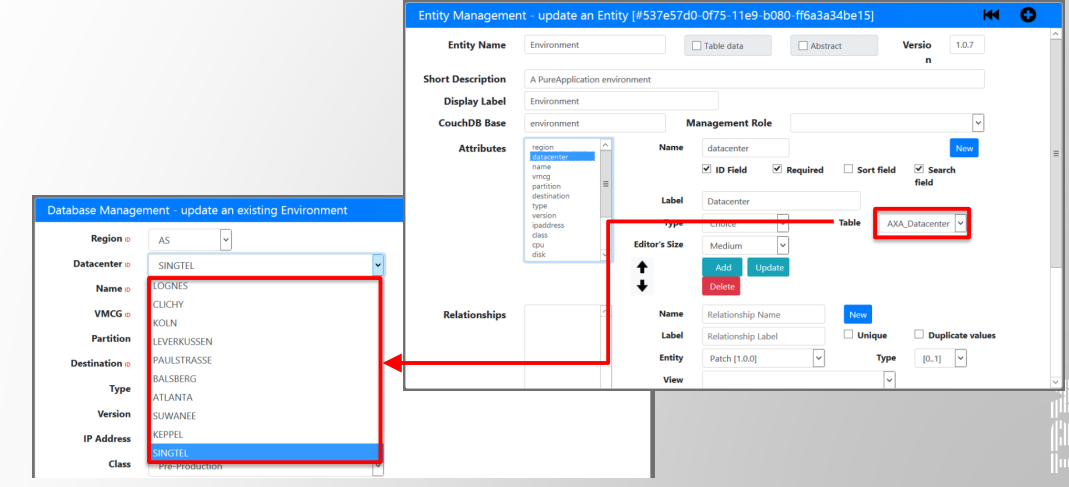 Entity Management - update an Entity [#537e57d0-0f75-11e9-b080-ff6a3a34be15]
Entity Name Environment Table data Abstract Version 1.0.7
Short Description A PureApplication environment
Display Label Environment
CouchDB Base environment Management Role
Attributes
region
datacenter
name
vmcg
partition
destination
type
version
ipaddress
class
cpu
disk
Name datacenter New
ID Field Required Sort field Search field
Label Datacenter
Type Choice Table AXA_Datacenter
Editor's Size Medium
Add Update
Delete
Relationships Name Relationship Name New
Label Relationship Label Unique Duplicate values
Entity Patch [1.0.0] Type [0..1]
View
Database Management - update an existing Environment
Region ID AS
Datacenter ID SINGTEL
Name ID
VMCG ID
Partition
Destination ID
Type
Version
IP Address
Class Pre-Production
LOGNES
CLICHY
KOLN
LEVERKUSSEN
PAULSTRASSE
BALSBERG
ATLANTA
SUWANEE
KEPPEL
SINGTEL